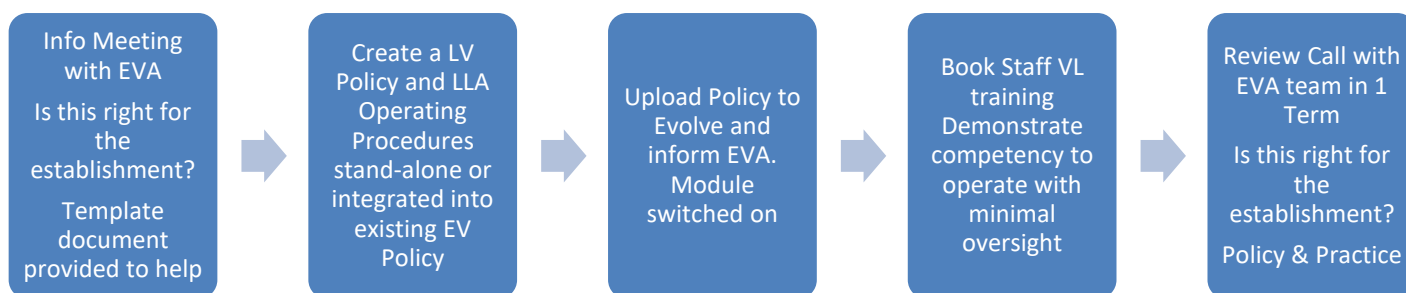 Info Meeting
with EVA
Is this right for
the
establishment?
Template
document
provided to help
Create a LV
Policy and LLA
Operating
Procedures
stand-alone or
integrated into
existing EV
Policy
Upload Policy to
Evolve and
inform EVA.
Module
switched on
Book Staff VL
training
Demonstrate
competency to
operate with
minimal
oversight
Review Call with
EVA team in 1
Term
Is this right for
the
establishment?
Policy & Practice